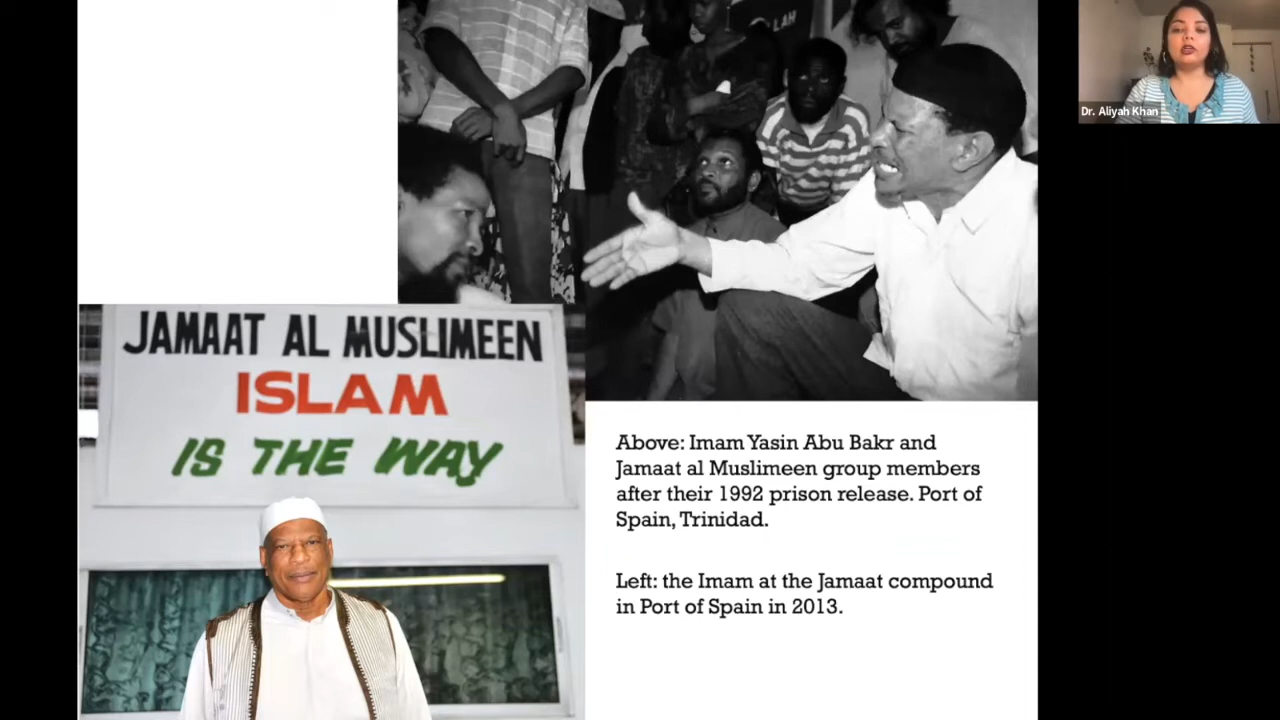 LAH
Dr. Aliyah Khan
JAMAAT AL MUSLIMEEN
ISLAM
IS THE WAY
Above: Imam Yasin Abu Bakr and
Jamaat al Muslimeen group members
after their 1992 prison release. Port of
Spain, Trinidad.
Left: the Imam at the Jamaat compound
in Port of Spain in 2013.